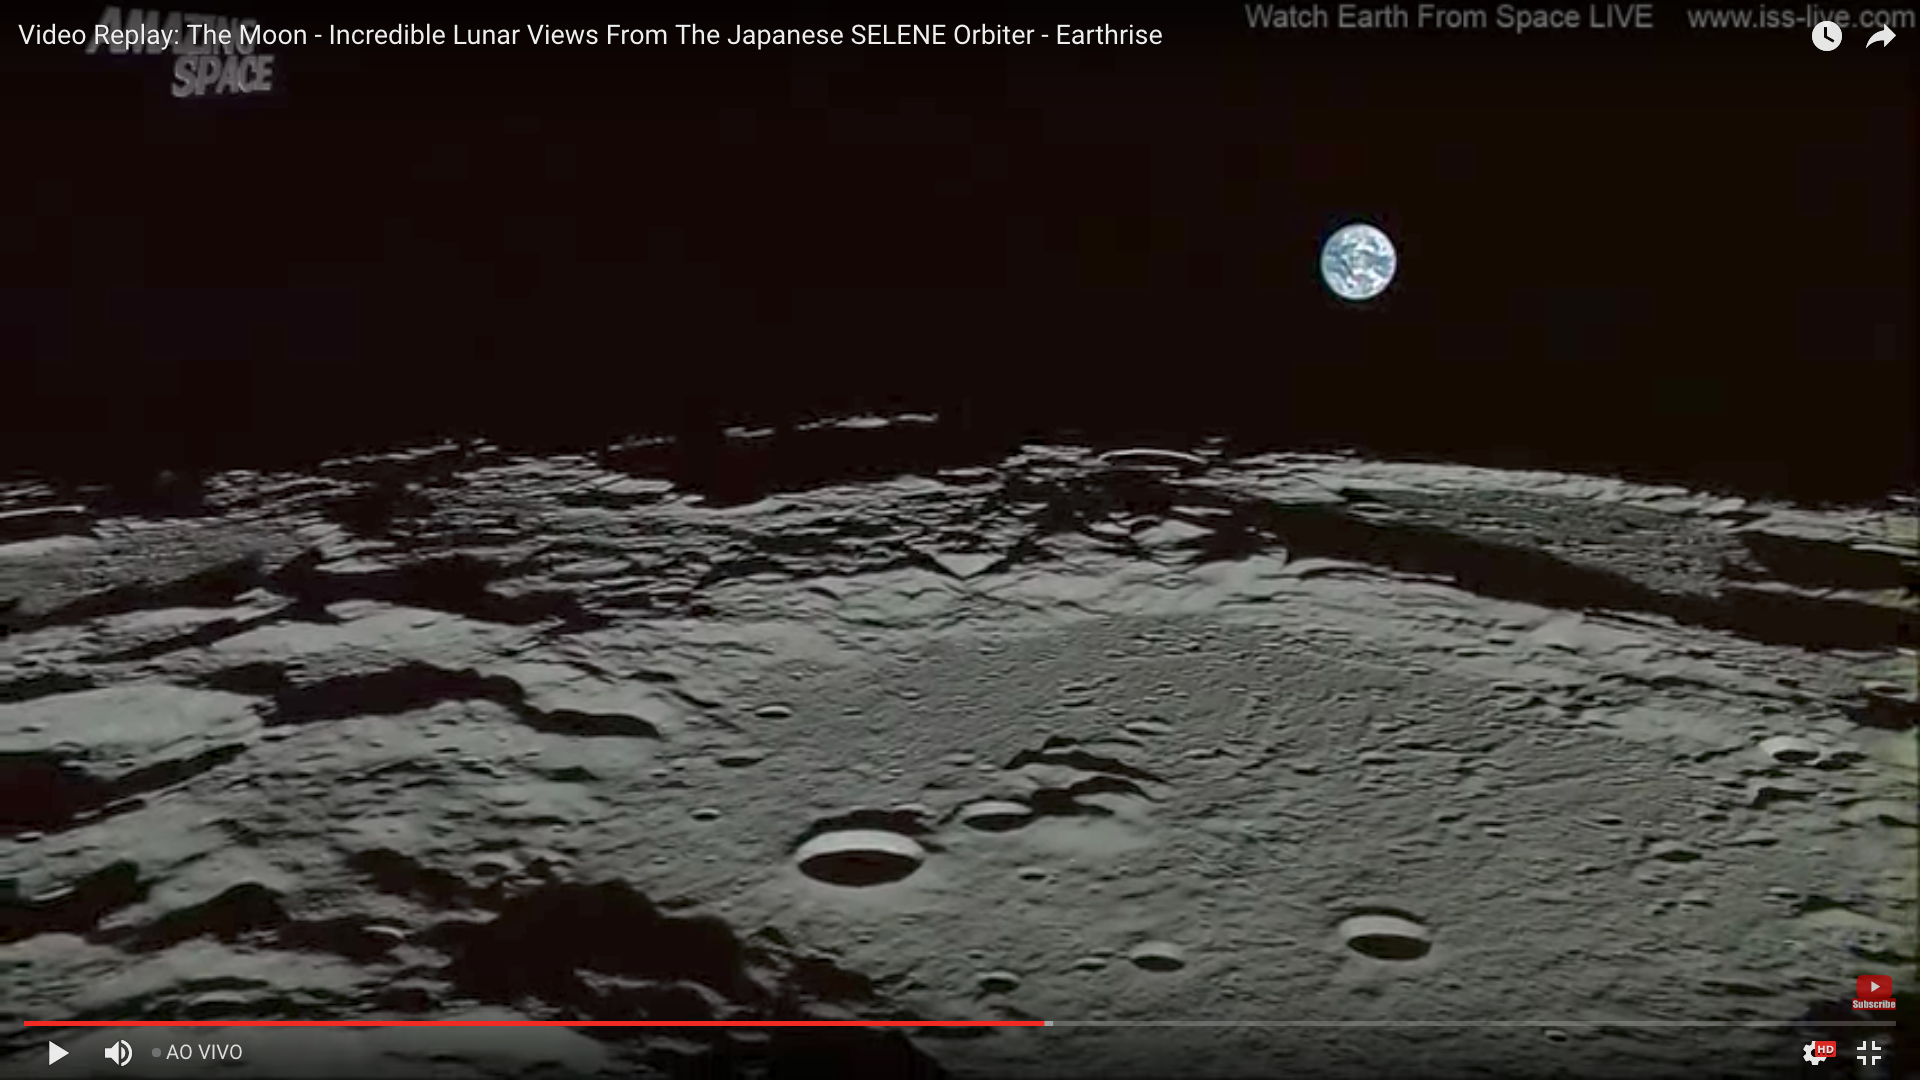 Watch Earth From Space LIVE www.iss-live.com
Video Replay: The Moon - Incredible Lunar Views From The Japanese SELENE Orbiter - Earthrise
AMAZING
SPACE
Subscribe
AO VIVO
HD